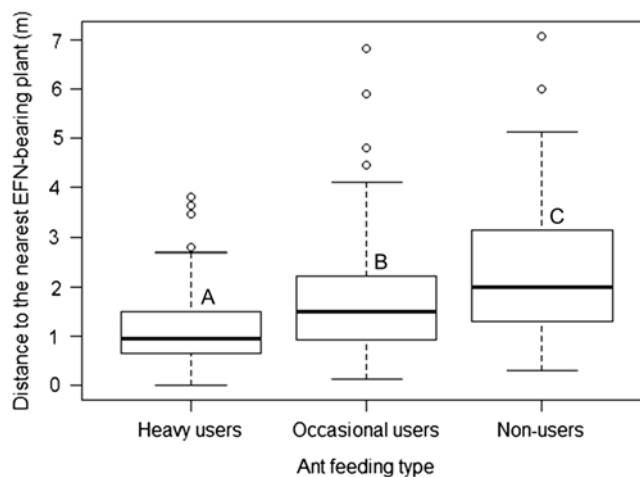 Distance to the nearest EFN-bearing plant (m)
7
6
5
4
3
2
1
0
A
B
C
Heavy users
Occasional users
Non-users
Ant feeding type